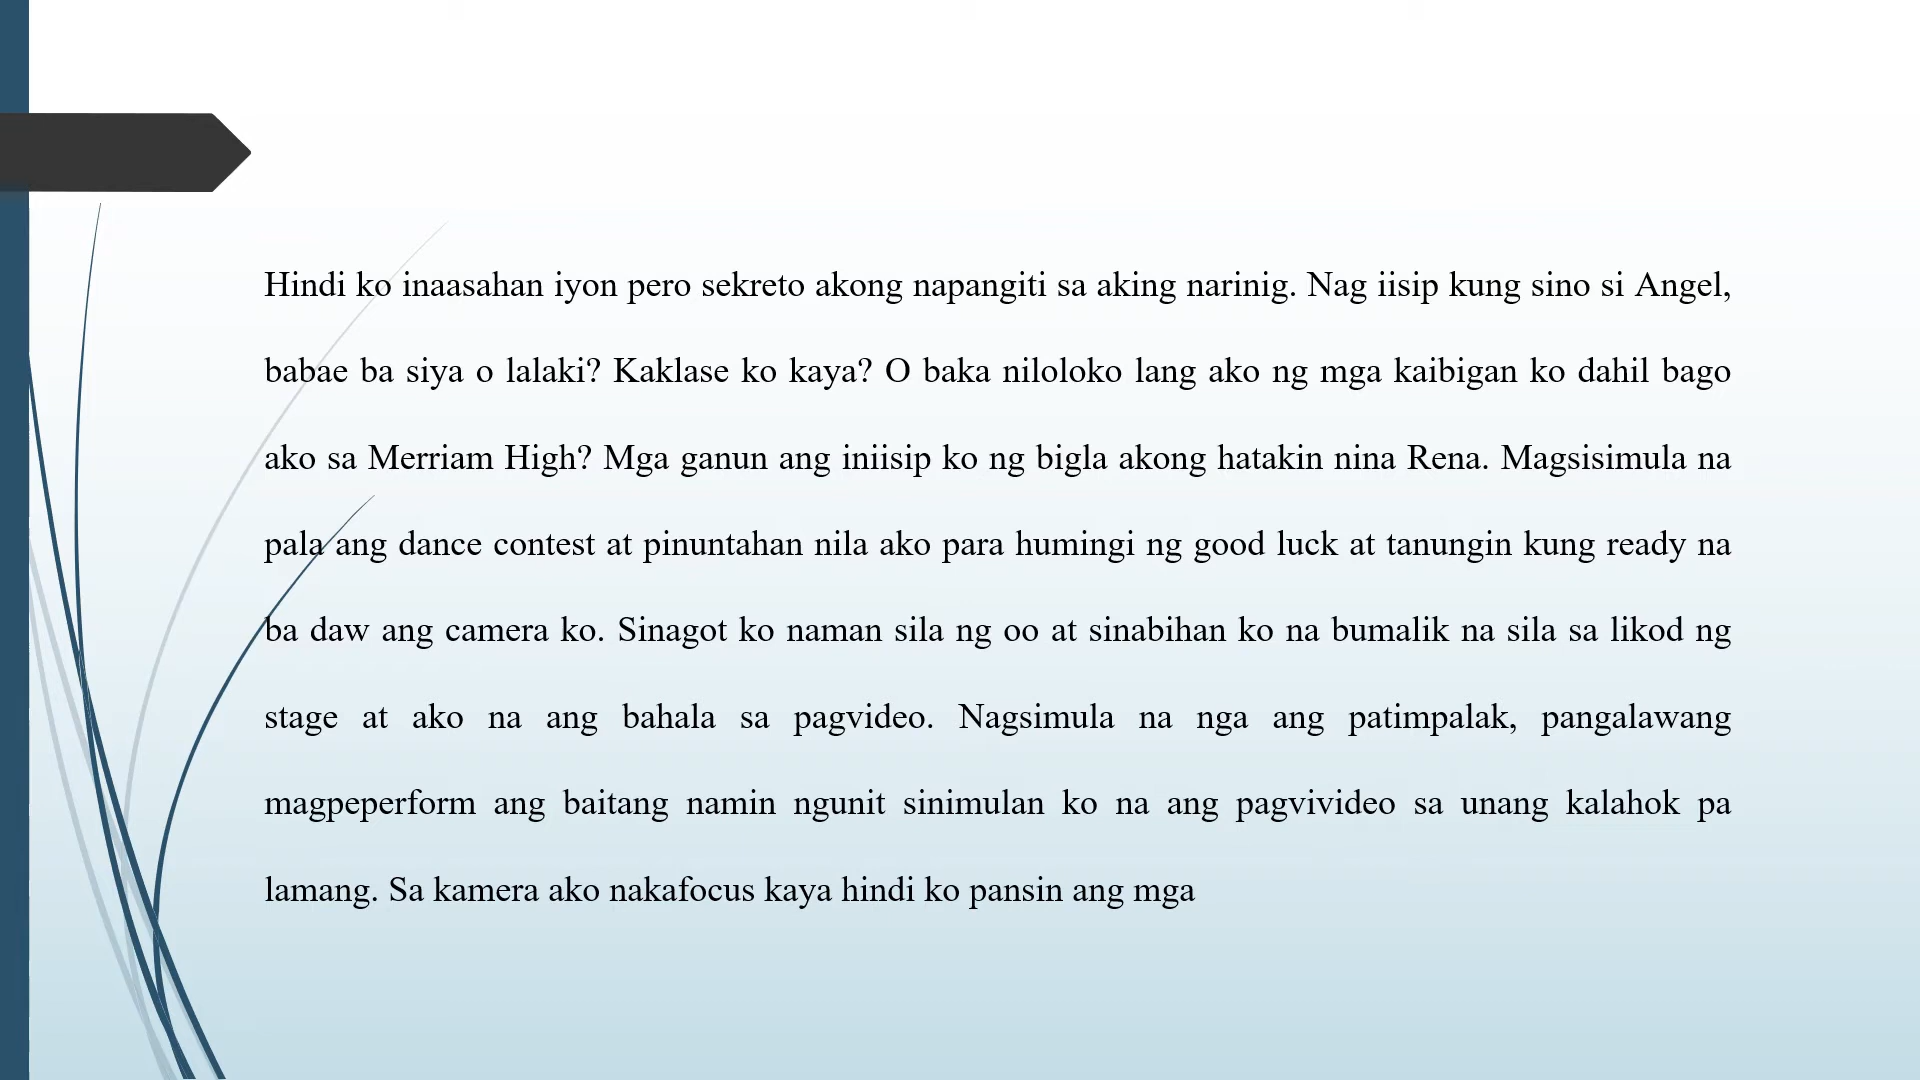 Hindi ko inaasahan iyon pero sekreto akong napangiti sa aking narinig. Nag iisip kung sino si Angel,
babae ba siya o lalaki? Kaklase ko kaya? O baka niloloko lang ako ng mga kaibigan ko dahil bago
ako sa Merriam High? Mga ganun ang iniisip ko ng bigla akong hatakin nina Rena. Magsisimula na
pala ang dance contest at pinuntahan nila ako para humingi ng good luck at tanungin kung ready na
ba daw ang camera ko. Sinagot ko naman sila ng oo at sinabihan ko na bumalik na sila sa likod ng
stage at ako na ang bahala sa pagvideo. Nagsimula na nga ang patimpalak, pangalawang
magpeperform ang baitang namin ngunit sinimulan ko na ang pagvivideo sa unang kalahok pa
lamang. Sa kamera ako nakafocus kaya hindi ko pansin ang mga